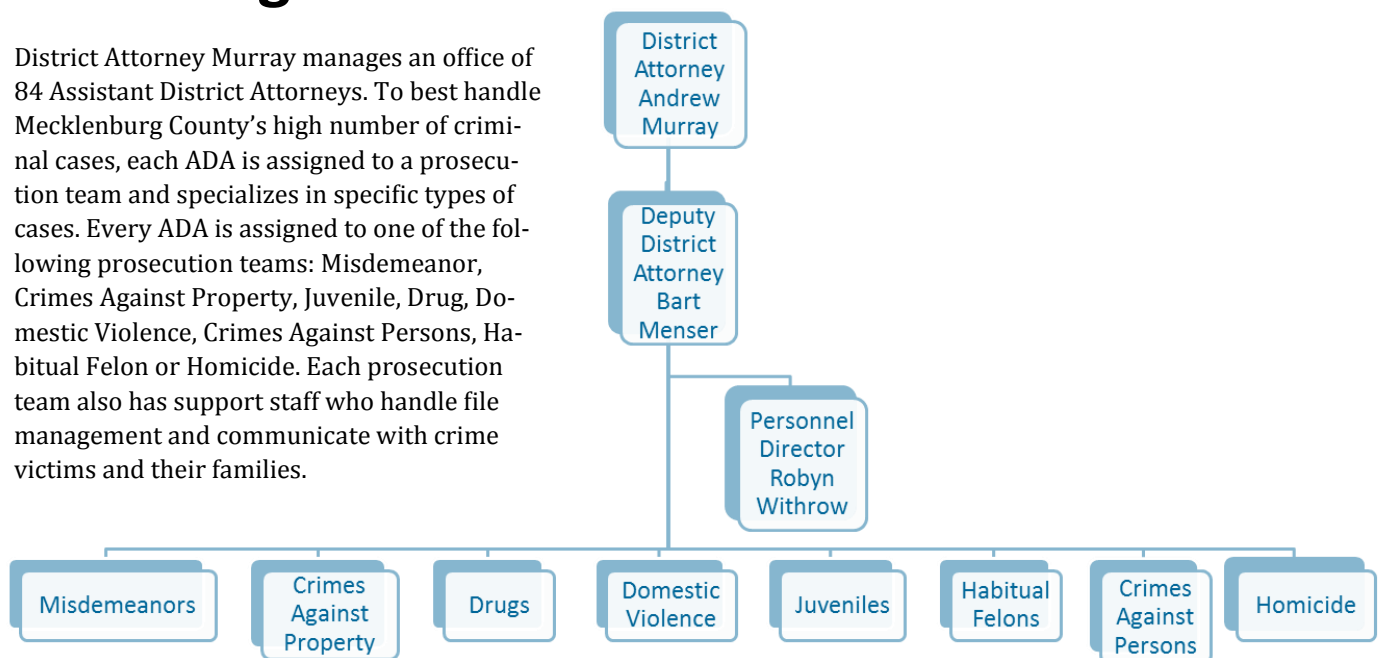 District Attorney Murray manages an office of
84 Assistant District Attorneys. To best handle
Mecklenburg County’s high number of crimi-
nal cases, each ADA is assigned to a prosecu-
tion team and specializes in specific types of
cases. Every ADA is assigned to one of the fol-
lowing prosecution teams: Misdemeanor,
Crimes Against Property, Juvenile, Drug, Do-
mestic Violence, Crimes Against Persons, Ha-
bitual Felon or Homicide. Each prosecution
team also has support staff who handle file
management and communicate with crime
victims and their families.
District
Attorney
Andrew
Murray
Deputy
District
Attorney
Bart
Menser
Personnel
Director
Robyn
Withrow
Misdemeanors
Crimes
Against
Property
Drugs
Domestic
Violence
Juveniles
Habitual
Felons
Crimes
Against
Persons
Homicide